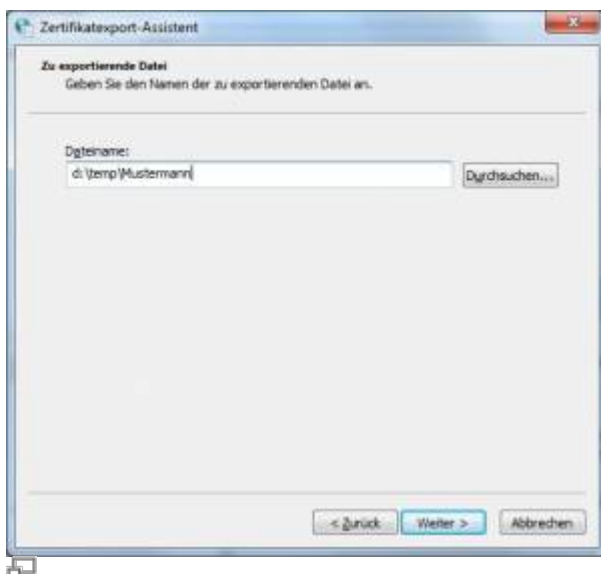 Zertifikatexport-Assistent
Zu exportierende Datei
Geben Sie den Namen der zu exportierenden Datei an.
Dateiname:
d:\temp\Mustermann
Durchsuchen...
< Zurück
Weiter >
Abbrechen